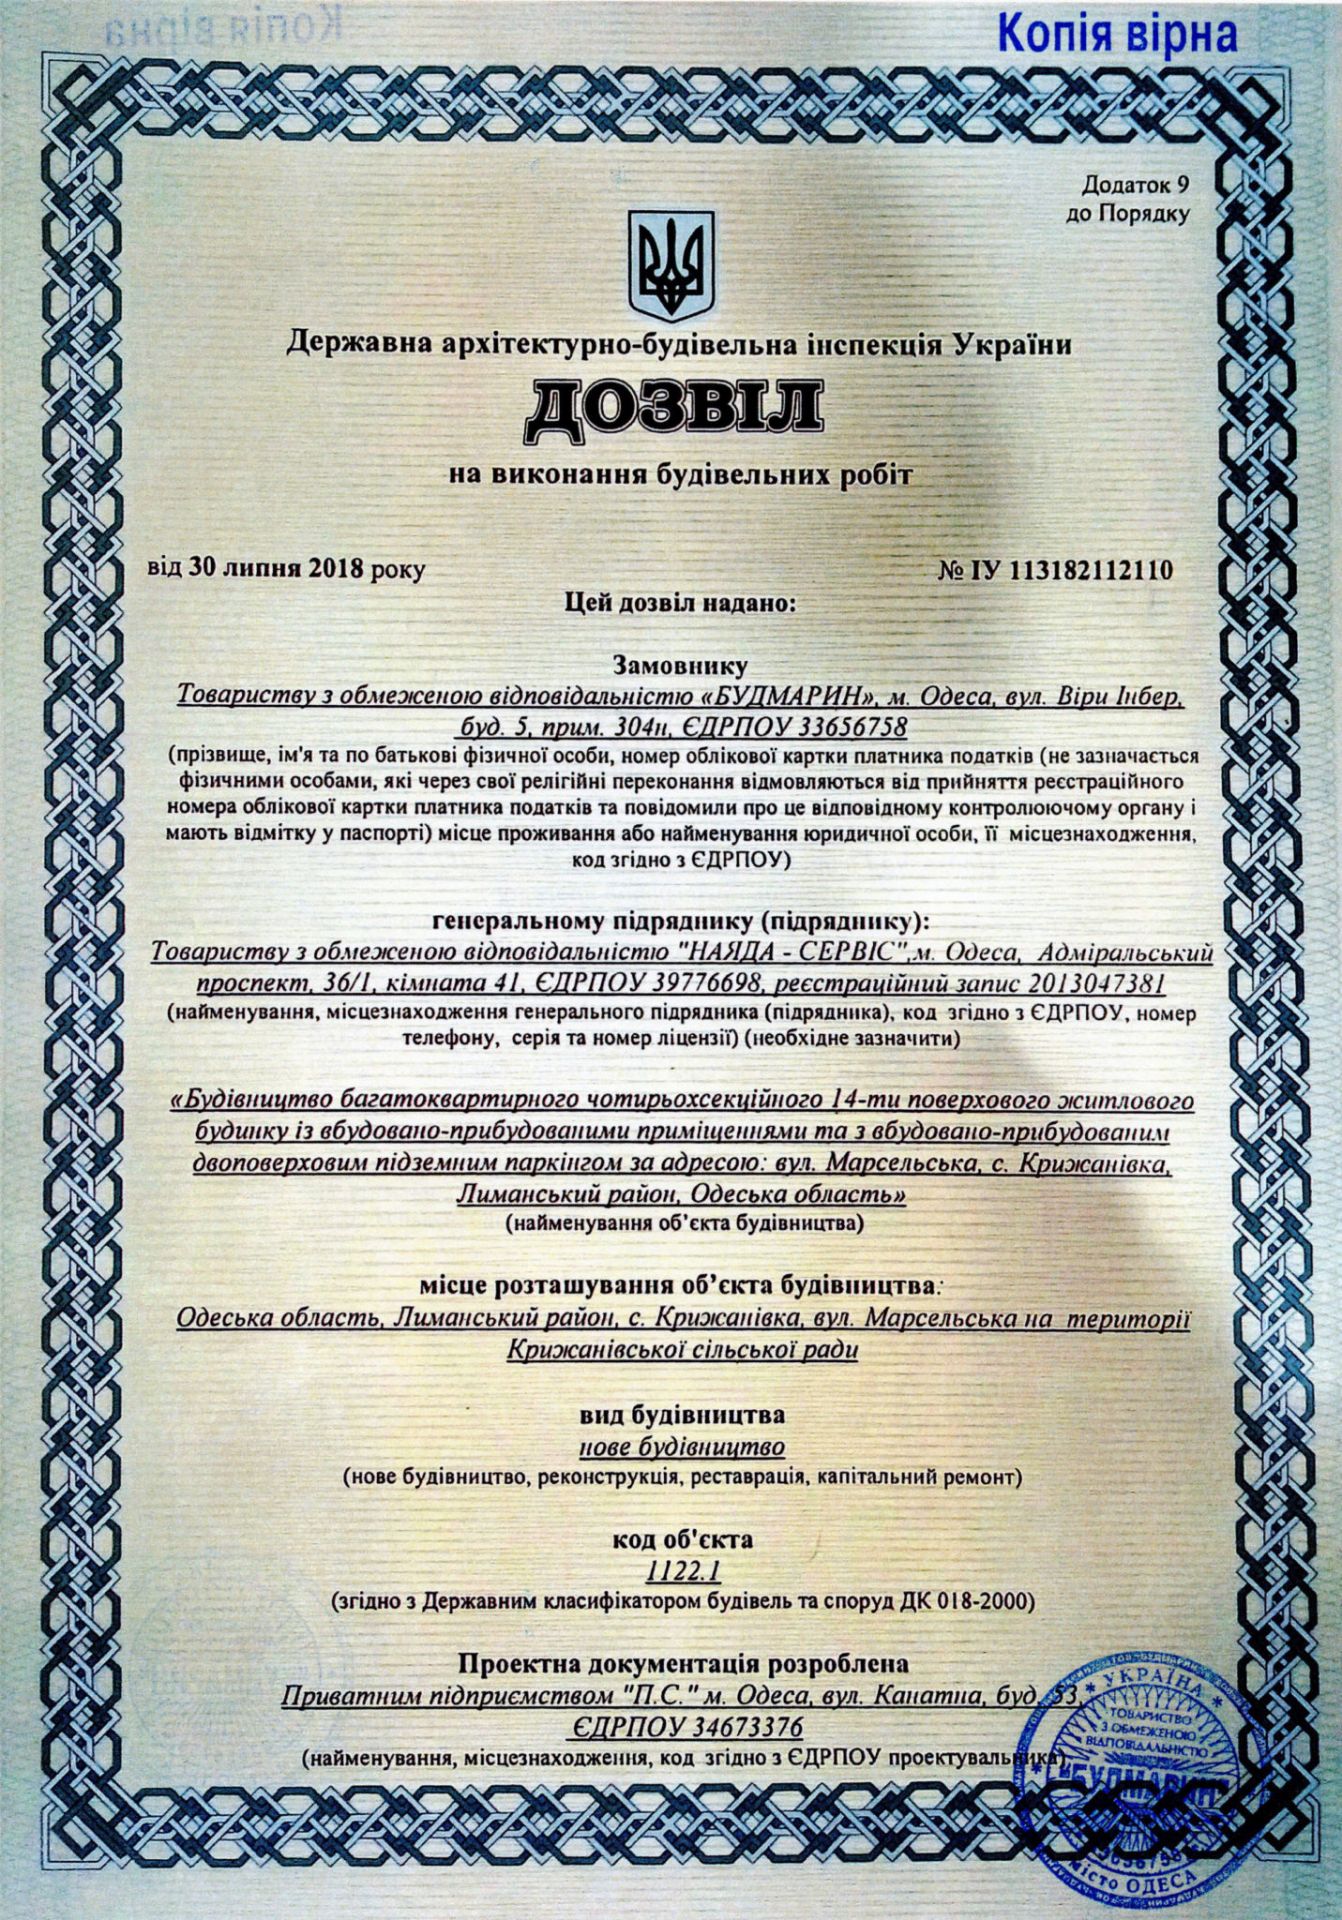 Копія вірна
Додаток 9
до Порядку
Державна архітектурно-будівельна інспекція України
ДОЗВІЛ
на виконання будівельних робіт
від 30 липня 2018 року
№ ІУ 113182112110
Цей дозвіл надано:
Замовнику
Товариству з обмеженою відповідальністю «БУДМАРИН», м. Одеса, вул. Віри Інбер,
буд. 5, прим. 304н, ЄДРПОУ 33656758
(прізвище, ім'я та по батькові фізичної особи, номер облікової картки платника податків (не зазначається
фізичними особами, які через свої релігійні переконання відмовляються від прийняття реєстраційного
номера облікової картки платника податків та повідомили про це відповідному контролюючому органу і
мають відмітку у паспорті) місце проживання або найменування юридичної особи, її місцезнаходження,
код згідно з ЄДРПОУ)
генеральному підряднику (підряднику):
Товариству з обмеженою відповідальністю "НАЯДА - СЕРВІС",м. Одеса, Адміральський
проспект, 36/1, кімната 41, ЄДРПОУ 39776698, реєстраційний запис 2013047381
(найменування, місцезнаходження генерального підрядника (підрядника), код згідно з ЄДРПОУ, номер
телефону, серія та номер ліцензії) (необхідне зазначити)
«Будівництво багатоквартирного чотирьохсекційного 14-ти поверхового житлового
будинку із вбудовано-прибудованими приміщеннями та з вбудовано-прибудованим
двоповерховим підземним паркінгом за адресою: вул. Марсельська, с. Крижанівка,
Лиманський район, Одеська область»
(найменування об'єкта будівництва)
місце розташування об'єкта будівництва:
Одеська область, Лиманський район, с. Крижанівка, вул. Марсельська на території
Крижанівської сільської ради
вид будівництва
нове будівництво
(нове будівництво, реконструкція, реставрація, капітальний ремонт)
код об'єкта
1122.1
(згідно з Державним класифікатором будівель та споруд ДК 018-2000)
Проектна документація розроблена
Приватним підприємством "П.С." м. Одеса, вул. Канатна, буд. 53,
ЄДРПОУ 34673376
(найменування, місцезнаходження, код згідно з ЄДРПОУ проектувальника)
* УКРАЇНА *
ТОВАРИСТВО
З ОБМЕЖЕНОЮ
ВІДПОВІДАЛЬНІСТЮ
"БУДМАРИН"
місто ОДЕСА